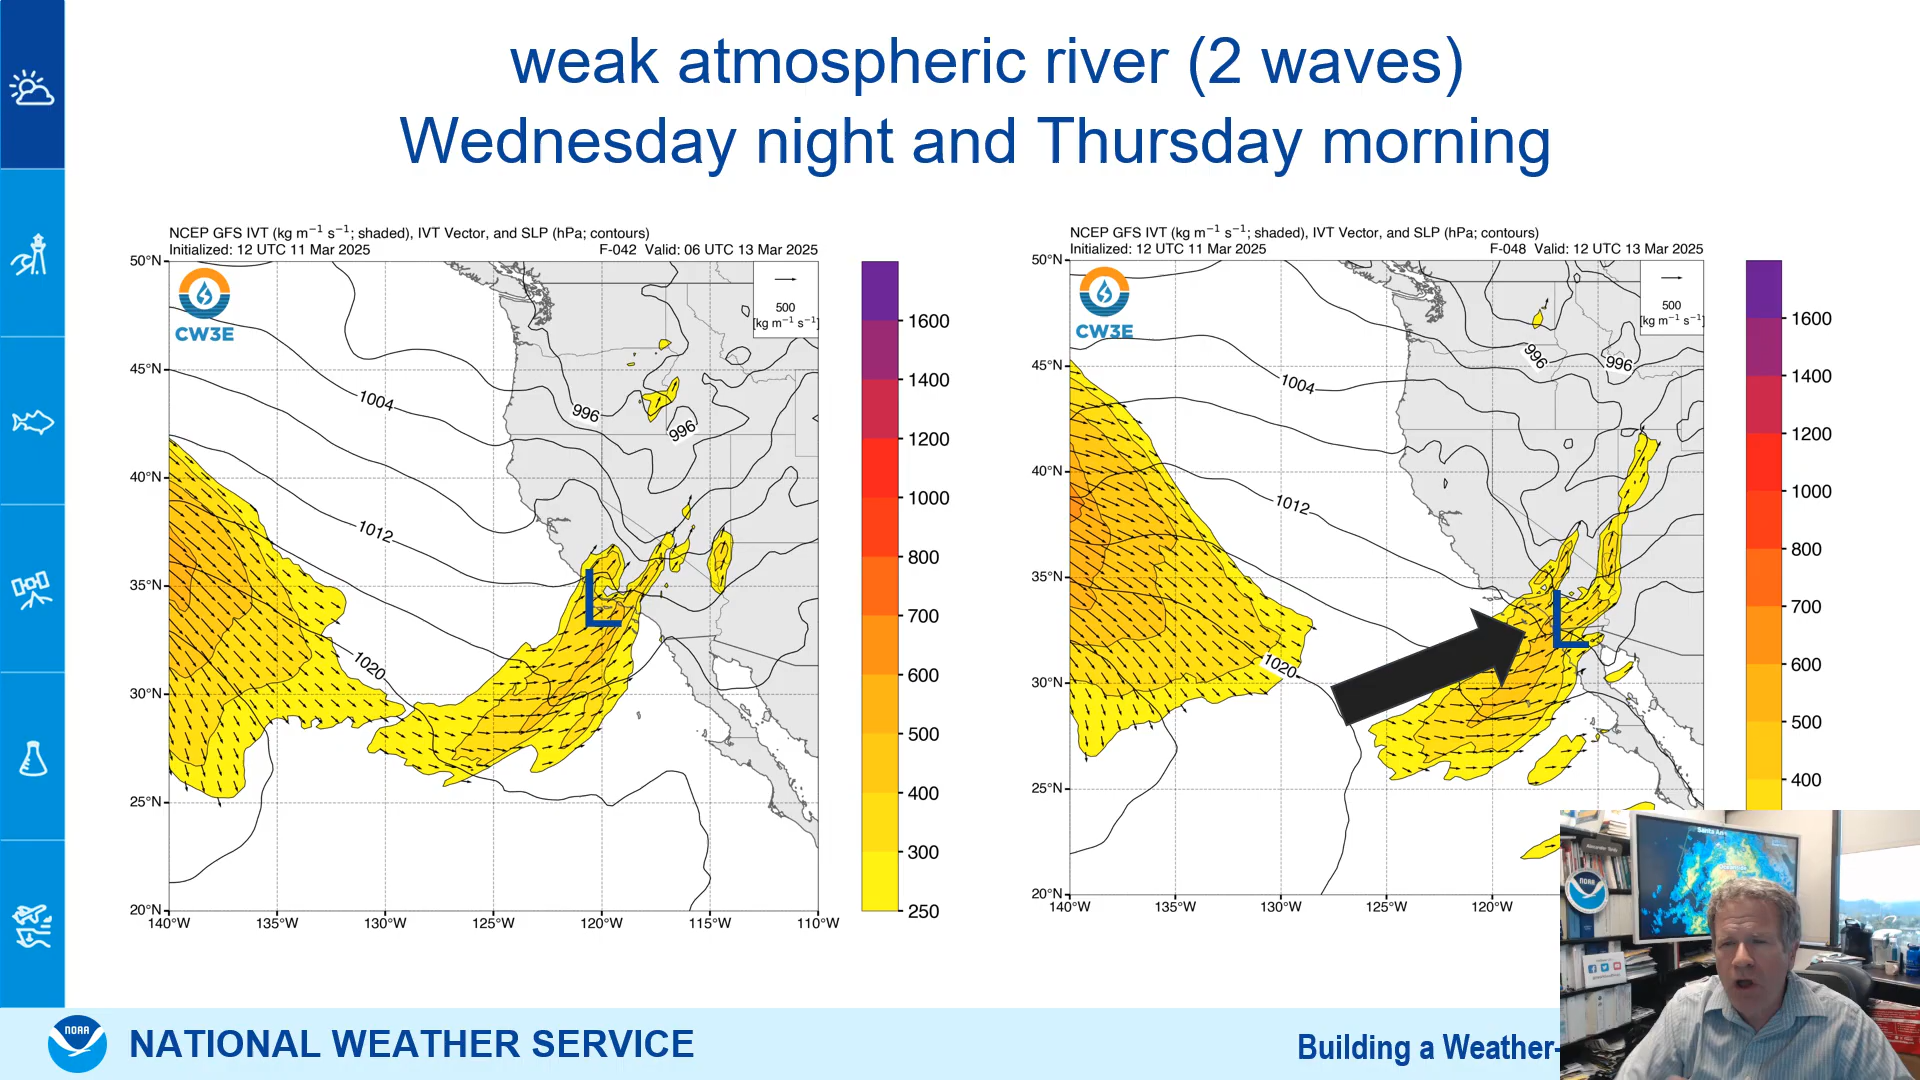 weak atmospheric river (2 waves)
Wednesday night and Thursday morning
NCEP GFS IVT (kg m−1 s−1; shaded), IVT Vector, and SLP (hPa; contours)
Initialized: 12 UTC 11 Mar 2025 F-042 Valid: 06 UTC 13 Mar 2025
50°N
45°N
40°N
35°N
30°N
25°N
20°N
140°W 135°W 130°W 125°W 120°W 115°W 110°W
CW3E
500
[kg m−1 s−1]
1004
996
996
1012
1020
L
1600
1400
1200
1000
800
700
600
500
400
300
250
NCEP GFS IVT (kg m−1 s−1; shaded), IVT Vector, and SLP (hPa; contours)
Initialized: 12 UTC 11 Mar 2025 F-048 Valid: 12 UTC 13 Mar 2025
50°N
45°N
40°N
35°N
30°N
25°N
20°N
140°W 135°W 130°W 125°W 120°W
CW3E
500
[kg m−1 s−1]
996
996
1004
1012
1020
L
1600
1400
1200
1000
800
700
600
500
400
Santa Ana
NOAA
NOAA
NATIONAL WEATHER SERVICE
Building a Weather-